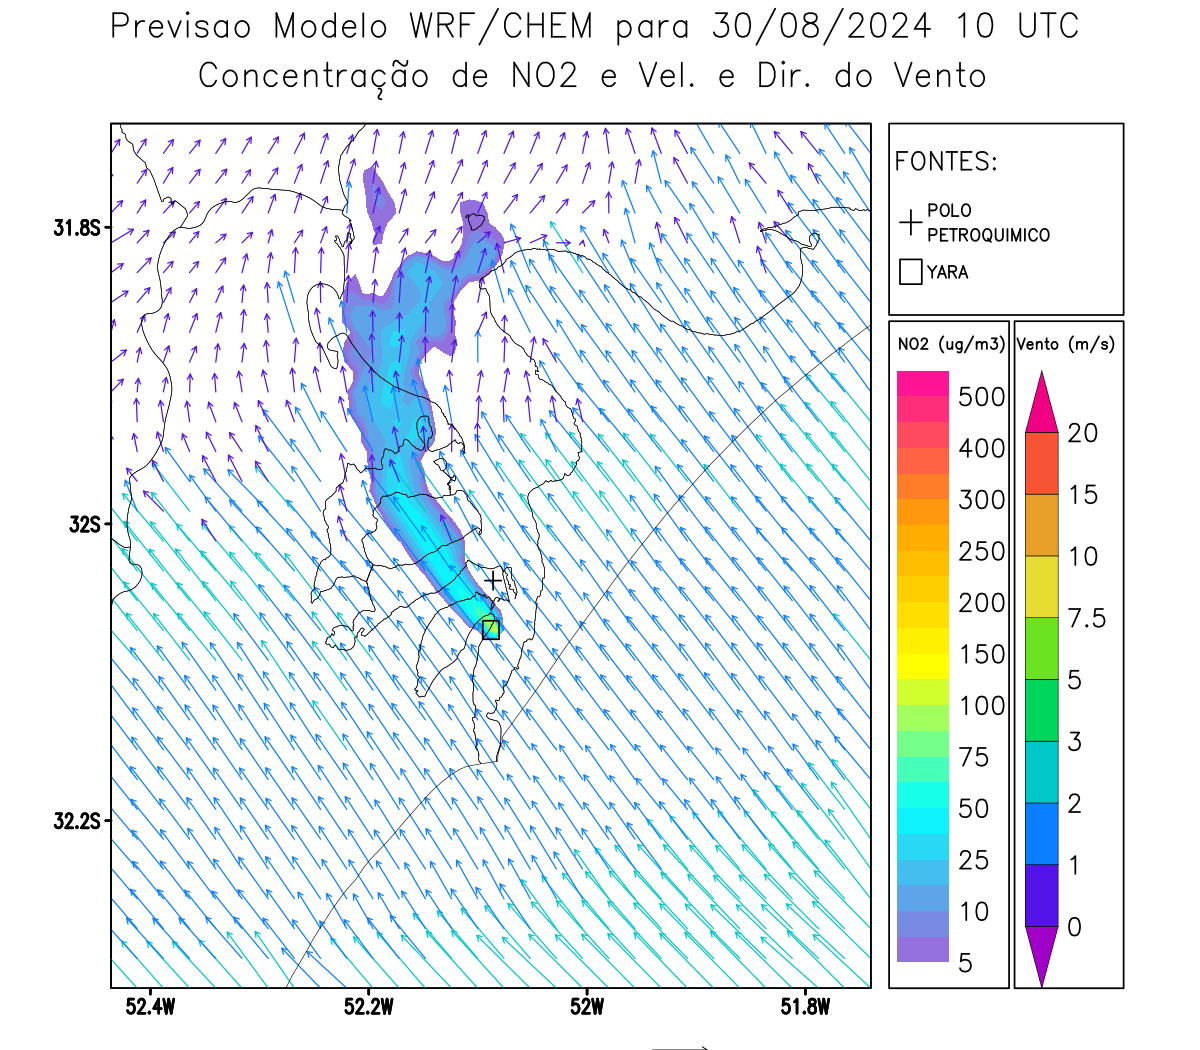 Previsao Modelo WRF/CHEM para 30/08/2024 10 UTC
Concentração de NO2 e Vel. e Dir. do Vento
FONTES:
POLO
PETROQUIMICO
YARA
NO2 (ug/m3)
500
400
300
250
200
150
100
75
50
25
10
5
Vento (m/s)
20
15
10
7.5
5
3
2
1
0
31.8S
32S
32.2S
52.4W
52.2W
52W
51.8W